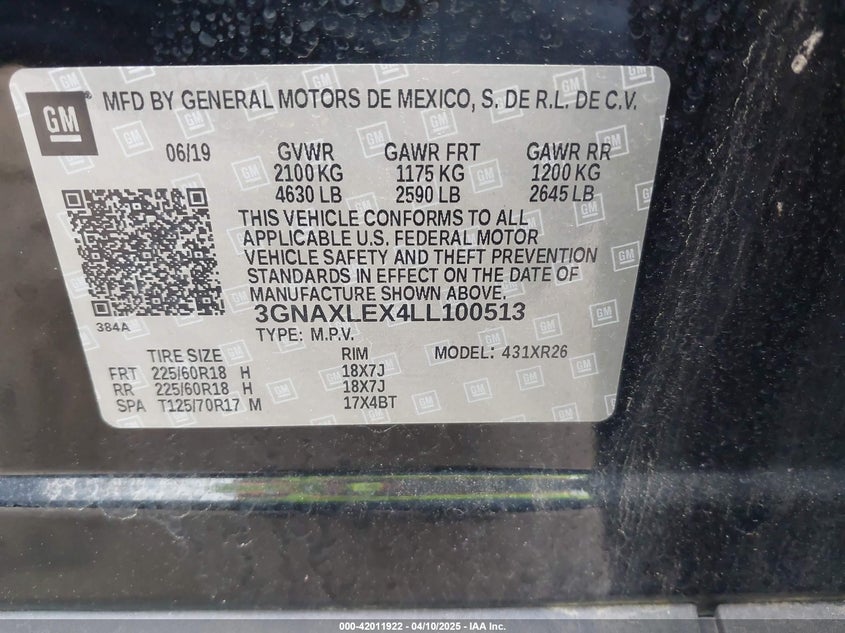 GM
MFD BY GENERAL MOTORS DE MEXICO, S. DE R.L. DE C.V.
06/19 GVWR GAWR FRT GAWR RR
2100 KG 1175 KG 1200 KG
4630 LB 2590 LB 2645 LB
THIS VEHICLE CONFORMS TO ALL
APPLICABLE U.S. FEDERAL MOTOR
VEHICLE SAFETY AND THEFT PREVENTION
STANDARDS IN EFFECT ON THE DATE OF
MANUFACTURE SHOWN ABOVE.
384A
3GNAXLEX4LL100513
TYPE: M.P.V.
TIRE SIZE RIM MODEL: 431XR26
FRT 225/60R18 H 18X7J
RR 225/60R18 H 18X7J
SPA T125/70R17 M 17X4BT
000-42011922 - 04/10/2025 - IAA Inc.